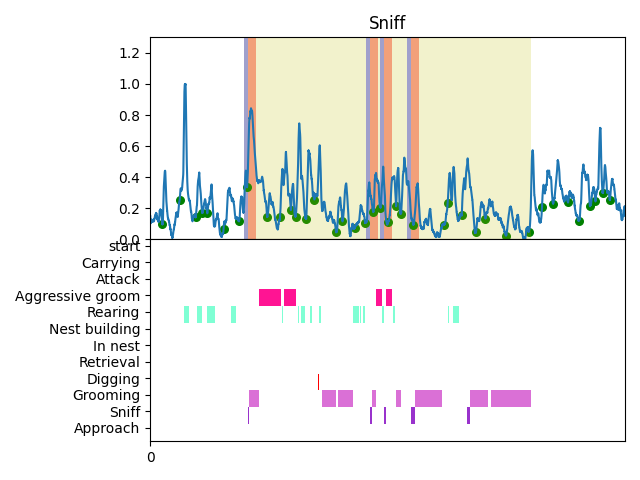 Sniff
1.2
1.0
0.8
0.6
0.4
0.2
0.0
start
Carrying
Attack
Aggressive groom
Rearing
Nest building
In nest
Retrieval
Digging
Grooming
Sniff
Approach
0